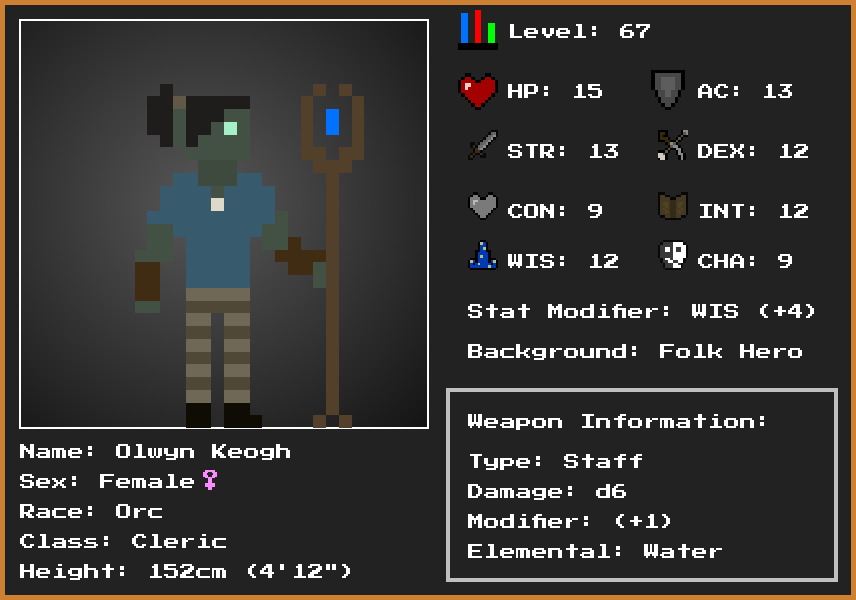 Level: 67
HP: 15 AC: 13
STR: 13 DEX: 12
CON: 9 INT: 12
WIS: 12 CHA: 9
Stat Modifier: WIS (+4)
Background: Folk Hero
Weapon Information:
Type: Staff
Damage: d6
Modifier: (+1)
Elemental: Water
Name: Olwyn Keogh
Sex: Female♀
Race: Orc
Class: Cleric
Height: 152cm (4'12")